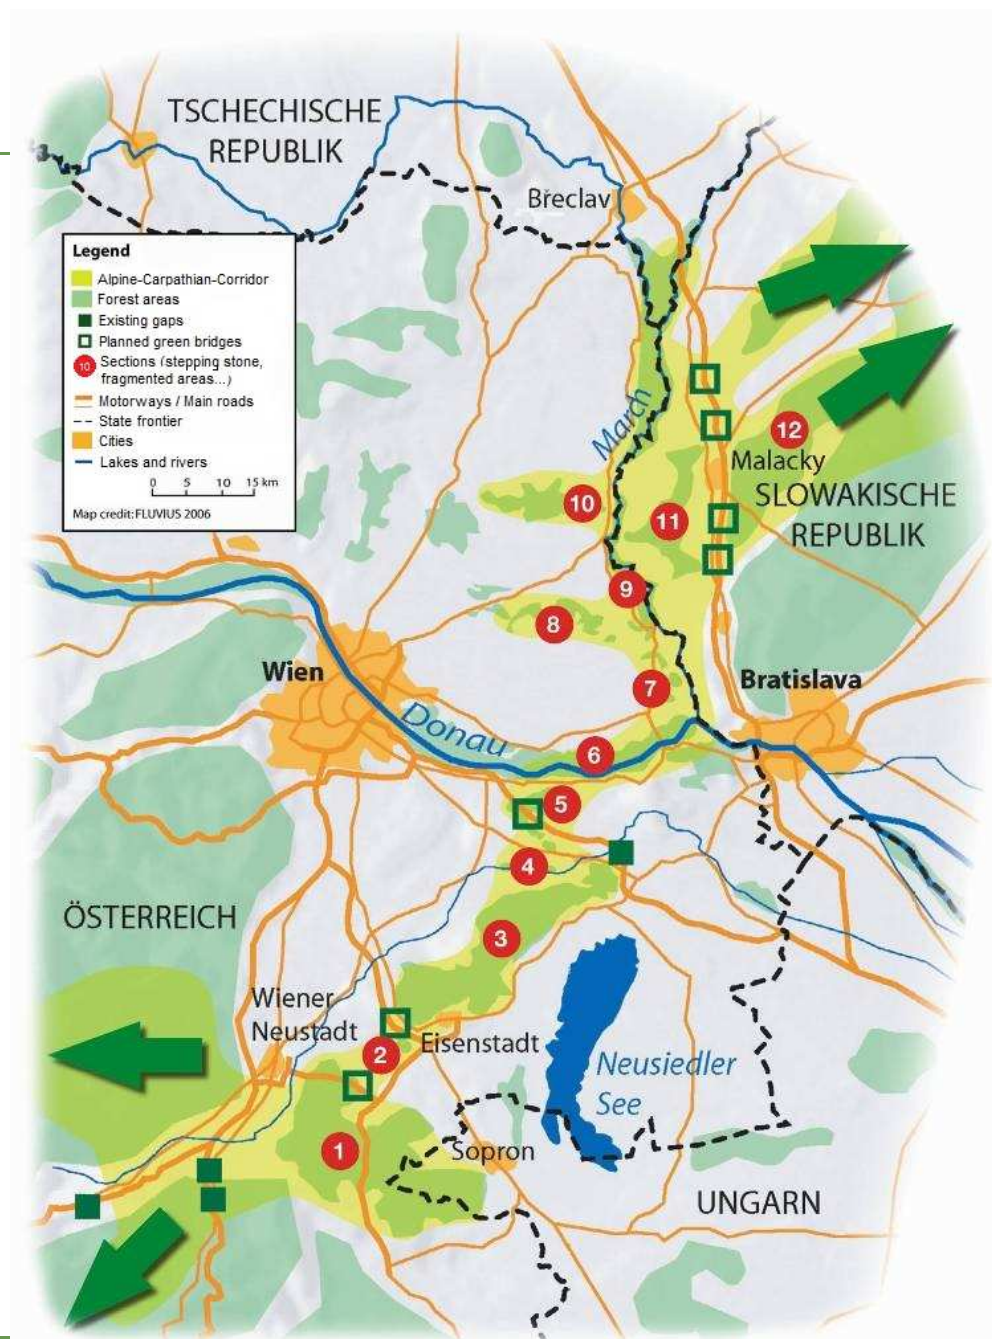 TSCHECHISCHE
REPUBLIK
Břeclav
Legend
Alpine-Carpathian-Corridor
Forest areas
Existing gaps
Planned green bridges
10 Sections (stepping stone,
fragmented areas...)
Motorways / Main roads
State frontier
Cities
Lakes and rivers
0 5 10 15 km
Map credit: FLUVIUS 2006
March
12
Malacky
SLOWAKISCHE
REPUBLIK
10
11
9
8
Wien
7
Bratislava
Donau
6
5
4
ÖSTERREICH
3
Wiener
Neustadt
2
Eisenstadt
Neusiedler
See
1
Sopron
UNGARN